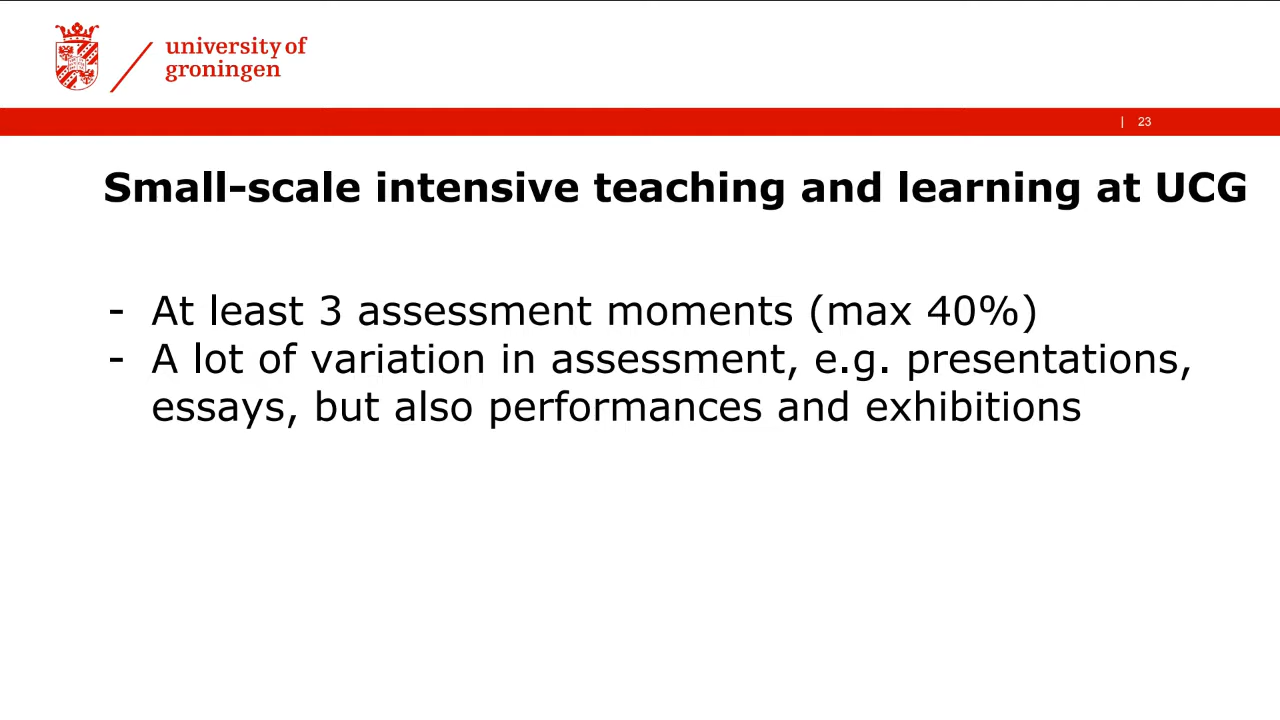 university of
groningen
| 23
Small-scale intensive teaching and learning at UCG
- At least 3 assessment moments (max 40%)
- A lot of variation in assessment, e.g. presentations,
essays, but also performances and exhibitions